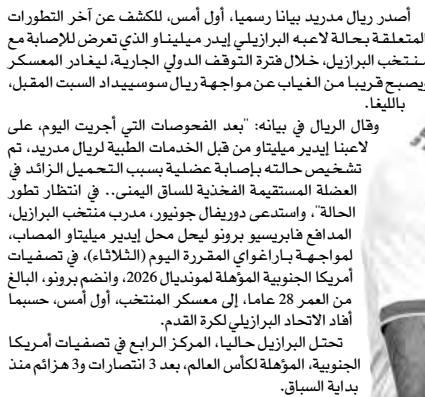 أصدر ريال مدريد بيانا رسميا، أول أمس، للكشف عن آخر التطورات
المتعلقة بحالة لاعبه البرازيلي إيدر ميليتاو الذي تعرض للإصابة مع
منتخب البرازيل، خلال فترة التوقف الدولي الجارية، ليغادر المعسكر
ويصبح قريبا من الغياب عن مواجهة ريال سوسييداد السبت المقبل،
بالليغا.
وقال الريال في بيانه: "بعد الفحوصات التي أجريت اليوم، على
لاعبنا إيدير ميليتاو من قبل الخدمات الطبية لريال مدريد، تم
تشخيص حالته بإصابة عضلية بسبب التحميل الزائد في
العضلة المستقيمة الفخذية للساق اليمنى.. في انتظار تطور
الحالة"، واستدعى دوريفال جونيور، مدرب منتخب البرازيل،
المدافع فابريسيو برونو ليحل محل إيدير ميليتاو المصاب،
لمواجهة باراغواي المقررة اليوم (الثلاثاء)، في تصفيات
أمريكا الجنوبية المؤهلة لمونديال 2026، وانضم برونو، البالغ
من العمر 28 عاما، إلى معسكر المنتخب، أول أمس، حسبما
أفاد الاتحاد البرازيلي لكرة القدم.
تحتل البرازيل حاليا، المركز الرابع في تصفيات أمريكا
الجنوبية، المؤهلة لكأس العالم، بعد 3 انتصارات و3 هزائم منذ
بداية السباق.